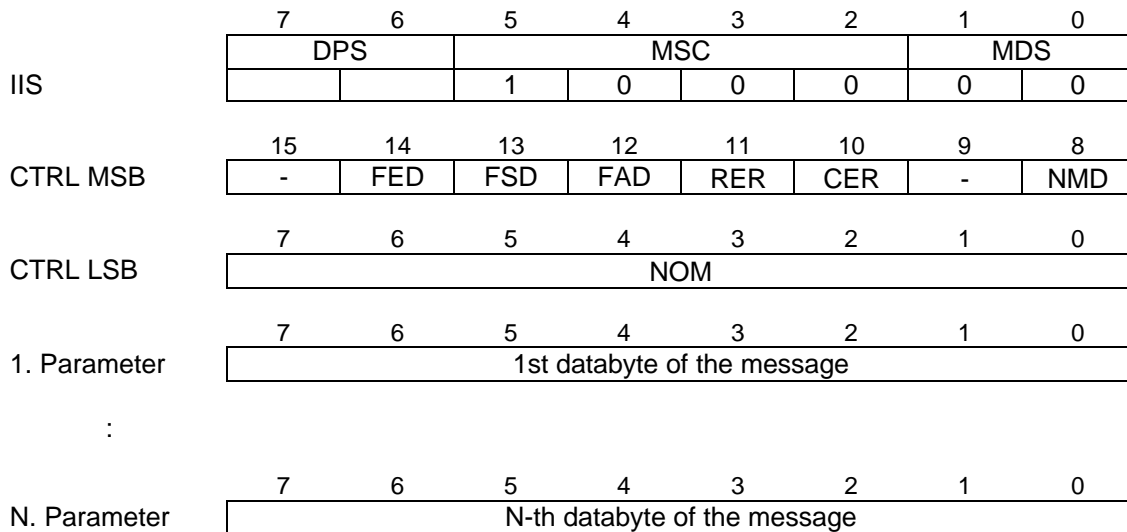 7 6 5 4 3 2 1 0
DPS MSC MDS
IIS 1 0 0 0 0 0
15 14 13 12 11 10 9 8
CTRL MSB - FED FSD FAD RER CER - NMD
7 6 5 4 3 2 1 0
CTRL LSB NOM
7 6 5 4 3 2 1 0
1. Parameter 1st databyte of the message
:
7 6 5 4 3 2 1 0
N. Parameter N-th databyte of the message